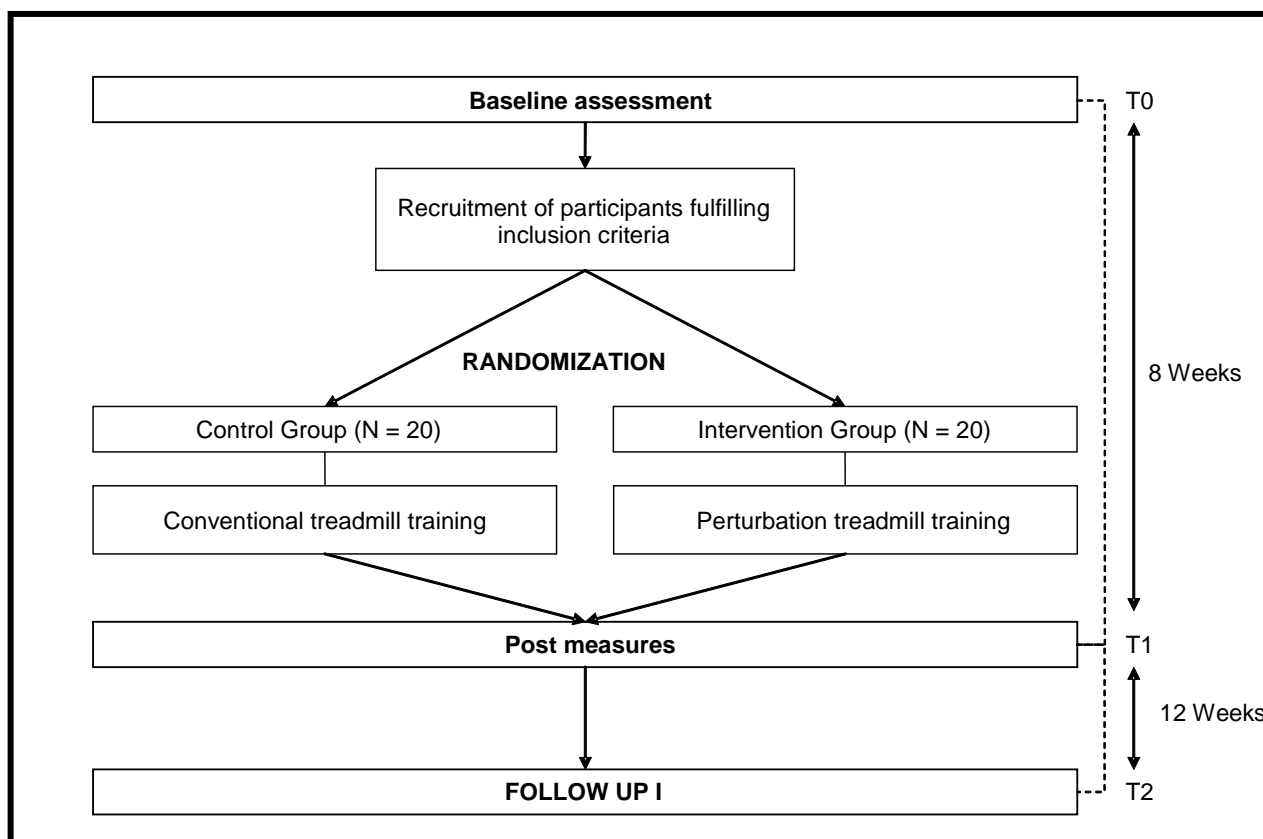 Baseline assessment
T0
Recruitment of participants fulfilling
inclusion criteria
RANDOMIZATION
8 Weeks
Control Group (N = 20)
Intervention Group (N = 20)
Conventional treadmill training
Perturbation treadmill training
Post measures
T1
12 Weeks
FOLLOW UP I
T2